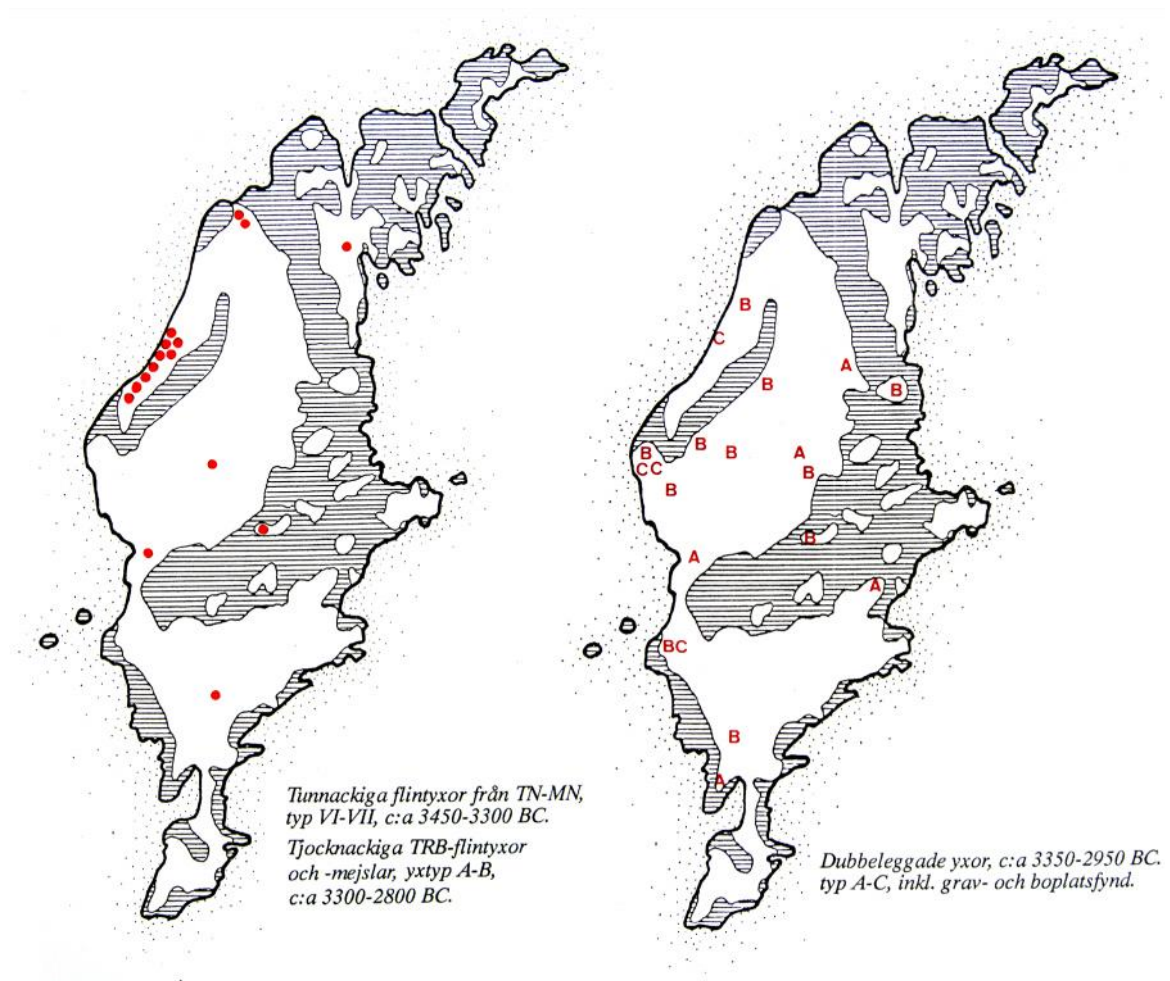 B
C
A
B
B
B
B
B
A
CC
B
B
B
A
A
BC
B
A
Tunnackiga flintyxor från TN-MN,
typ VI-VII, c:a 3450-3300 BC.
Tjocknackiga TRB-flintyxor
och -mejslar, yxtyp A-B,
c:a 3300-2800 BC.
Dubbeleggade yxor, c:a 3350-2950 BC.
typ A-C, inkl. grav- och boplatsfynd.